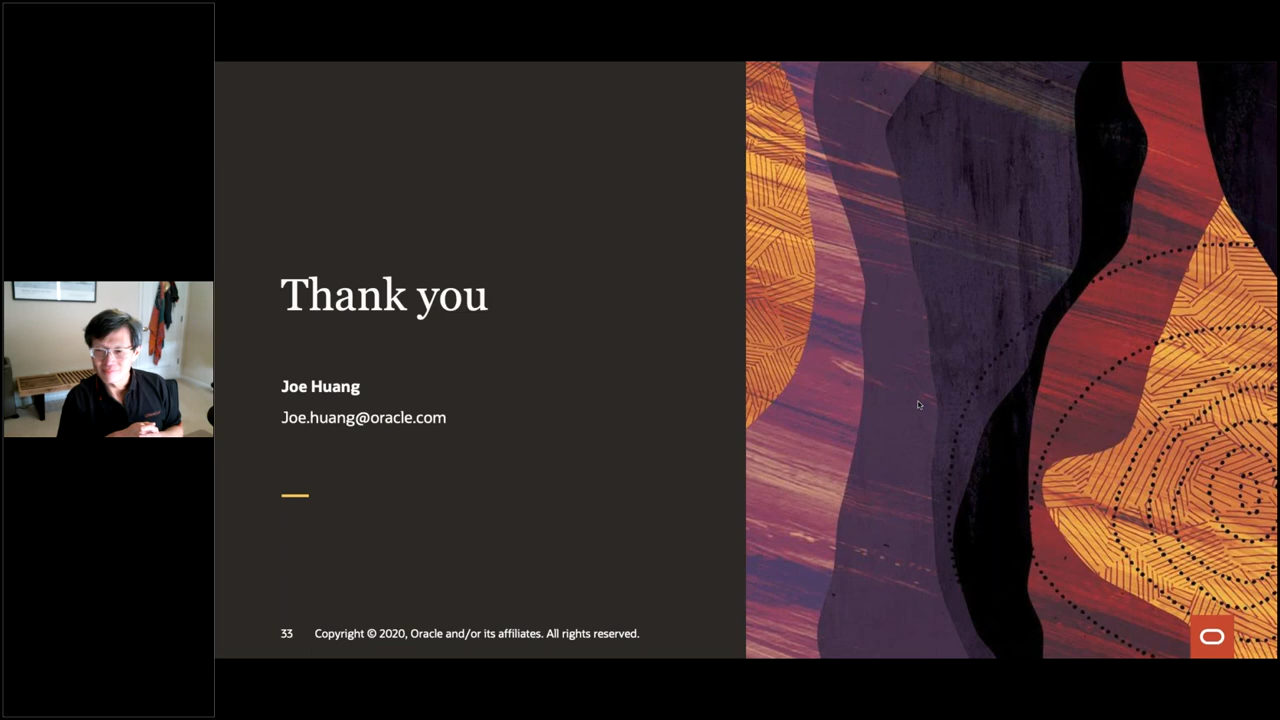 Thank you
Joe Huang
Joe.huang@oracle.com
33 Copyright © 2020, Oracle and/or its affiliates. All rights reserved.